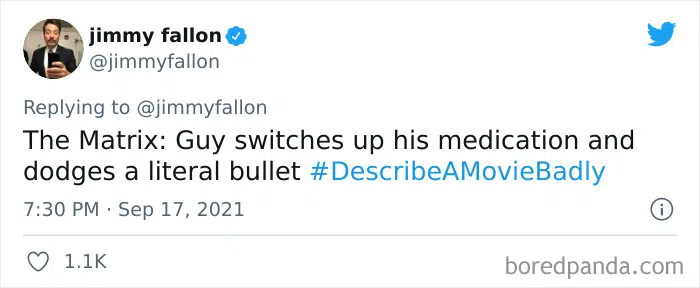 jimmy fallon
@jimmyfallon
Replying to @jimmyfallon
The Matrix: Guy switches up his medication and
dodges a literal bullet #DescribeAMovieBadly
7:30 PM · Sep 17, 2021
1.1K
boredpanda.com